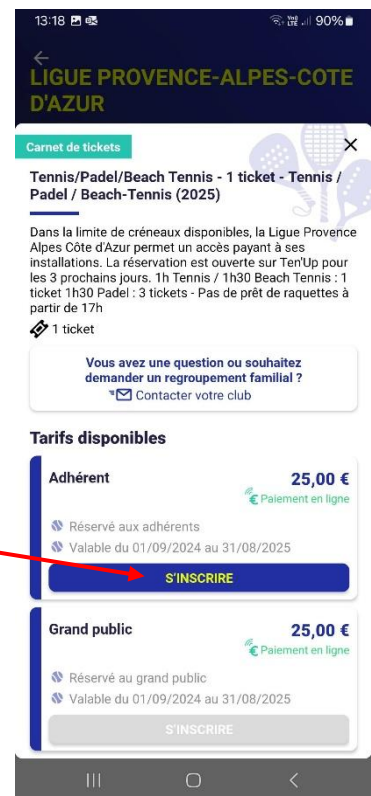 13:18 90%
LIGUE PROVENCE-ALPES-COTE
D'AZUR
Carnet de tickets
Tennis/Padel/Beach Tennis - 1 ticket - Tennis /
Padel / Beach-Tennis (2025)
Dans la limite de créneaux disponibles, la Ligue Provence
Alpes Côte d'Azur permet un accès payant à ses
installations. La réservation est ouverte sur Ten'Up pour
les 3 prochains jours. 1h Tennis / 1h30 Beach Tennis : 1
ticket 1h30 Padel : 3 tickets - Pas de prêt de raquettes à
partir de 17h
1 ticket
Vous avez une question ou souhaitez
demander un regroupement familial ?
Contacter votre club
Tarifs disponibles
Adhérent 25,00 €
Paiement en ligne
Réservé aux adhérents
Valable du 01/09/2024 au 31/08/2025
S'INSCRIRE
Grand public 25,00 €
Paiement en ligne
Réservé au grand public
Valable du 01/09/2024 au 31/08/2025
S'INSCRIRE